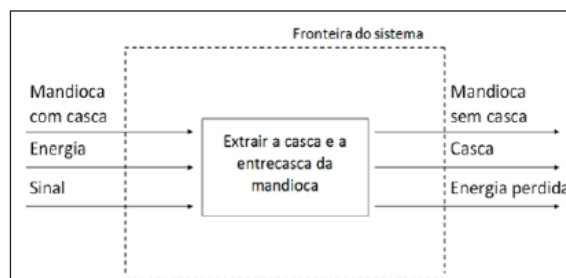 Fronteira do sistema
Mandioca
com casca
Energia
Sinal
Extrair a casca e a
entrecasca da
mandioca
Mandioca
sem casca
Casca
Energia perdida